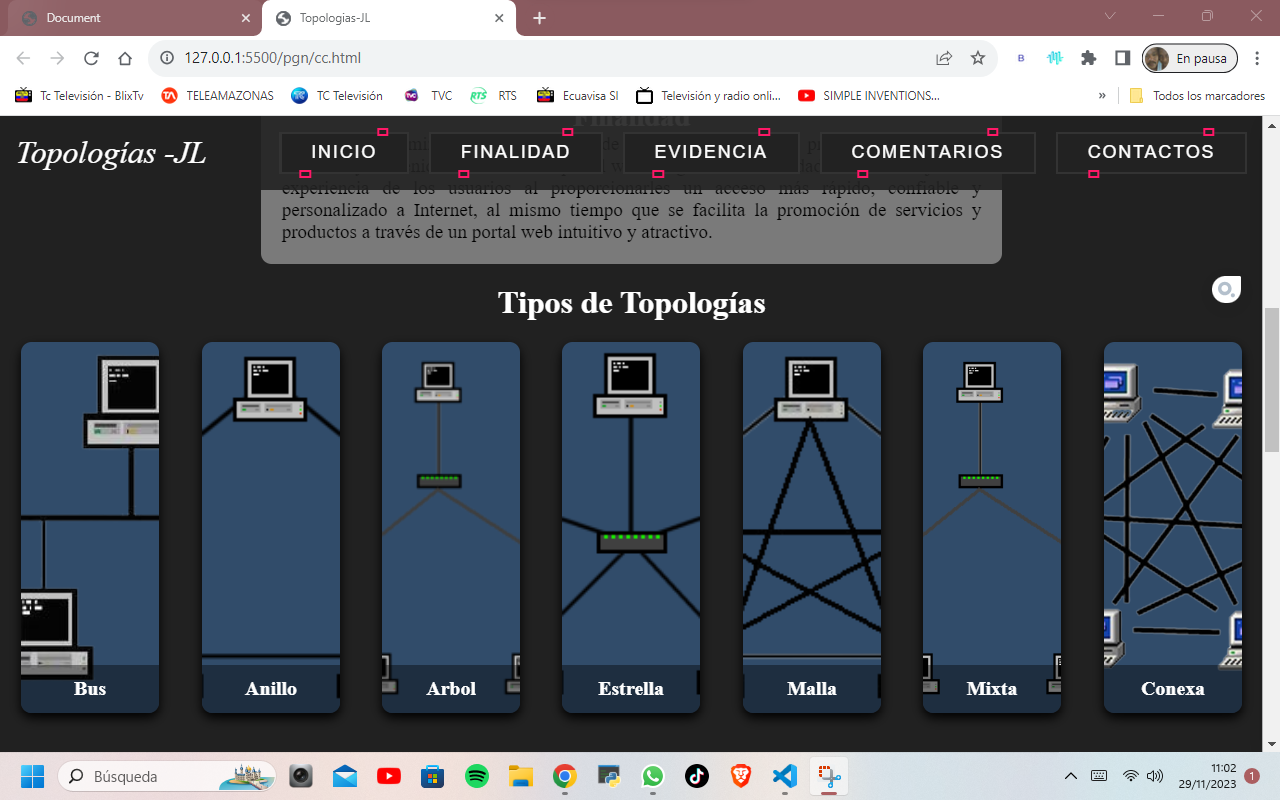 Document
Topologias-JL
127.0.0.1:5500/pgn/cc.html
En pausa
Tc Televisión - BlixTv
TELEAMAZONAS
TC Televisión
TVC
RTS
Ecuavisa SI
Televisión y radio onli...
SIMPLE INVENTIONS...
»
Todos los marcadores
Finalidad
Topologías -JL
INICIO
FINALIDAD
EVIDENCIA
COMENTARIOS
CONTACTOS
experiencia de los usuarios al proporcionarles un acceso más rápido, confiable y
personalizado a Internet, al mismo tiempo que se facilita la promoción de servicios y
productos a través de un portal web intuitivo y atractivo.
Tipos de Topologías
Bus
Anillo
Arbol
Estrella
Malla
Mixta
Conexa
Búsqueda
11:02
29/11/2023
1